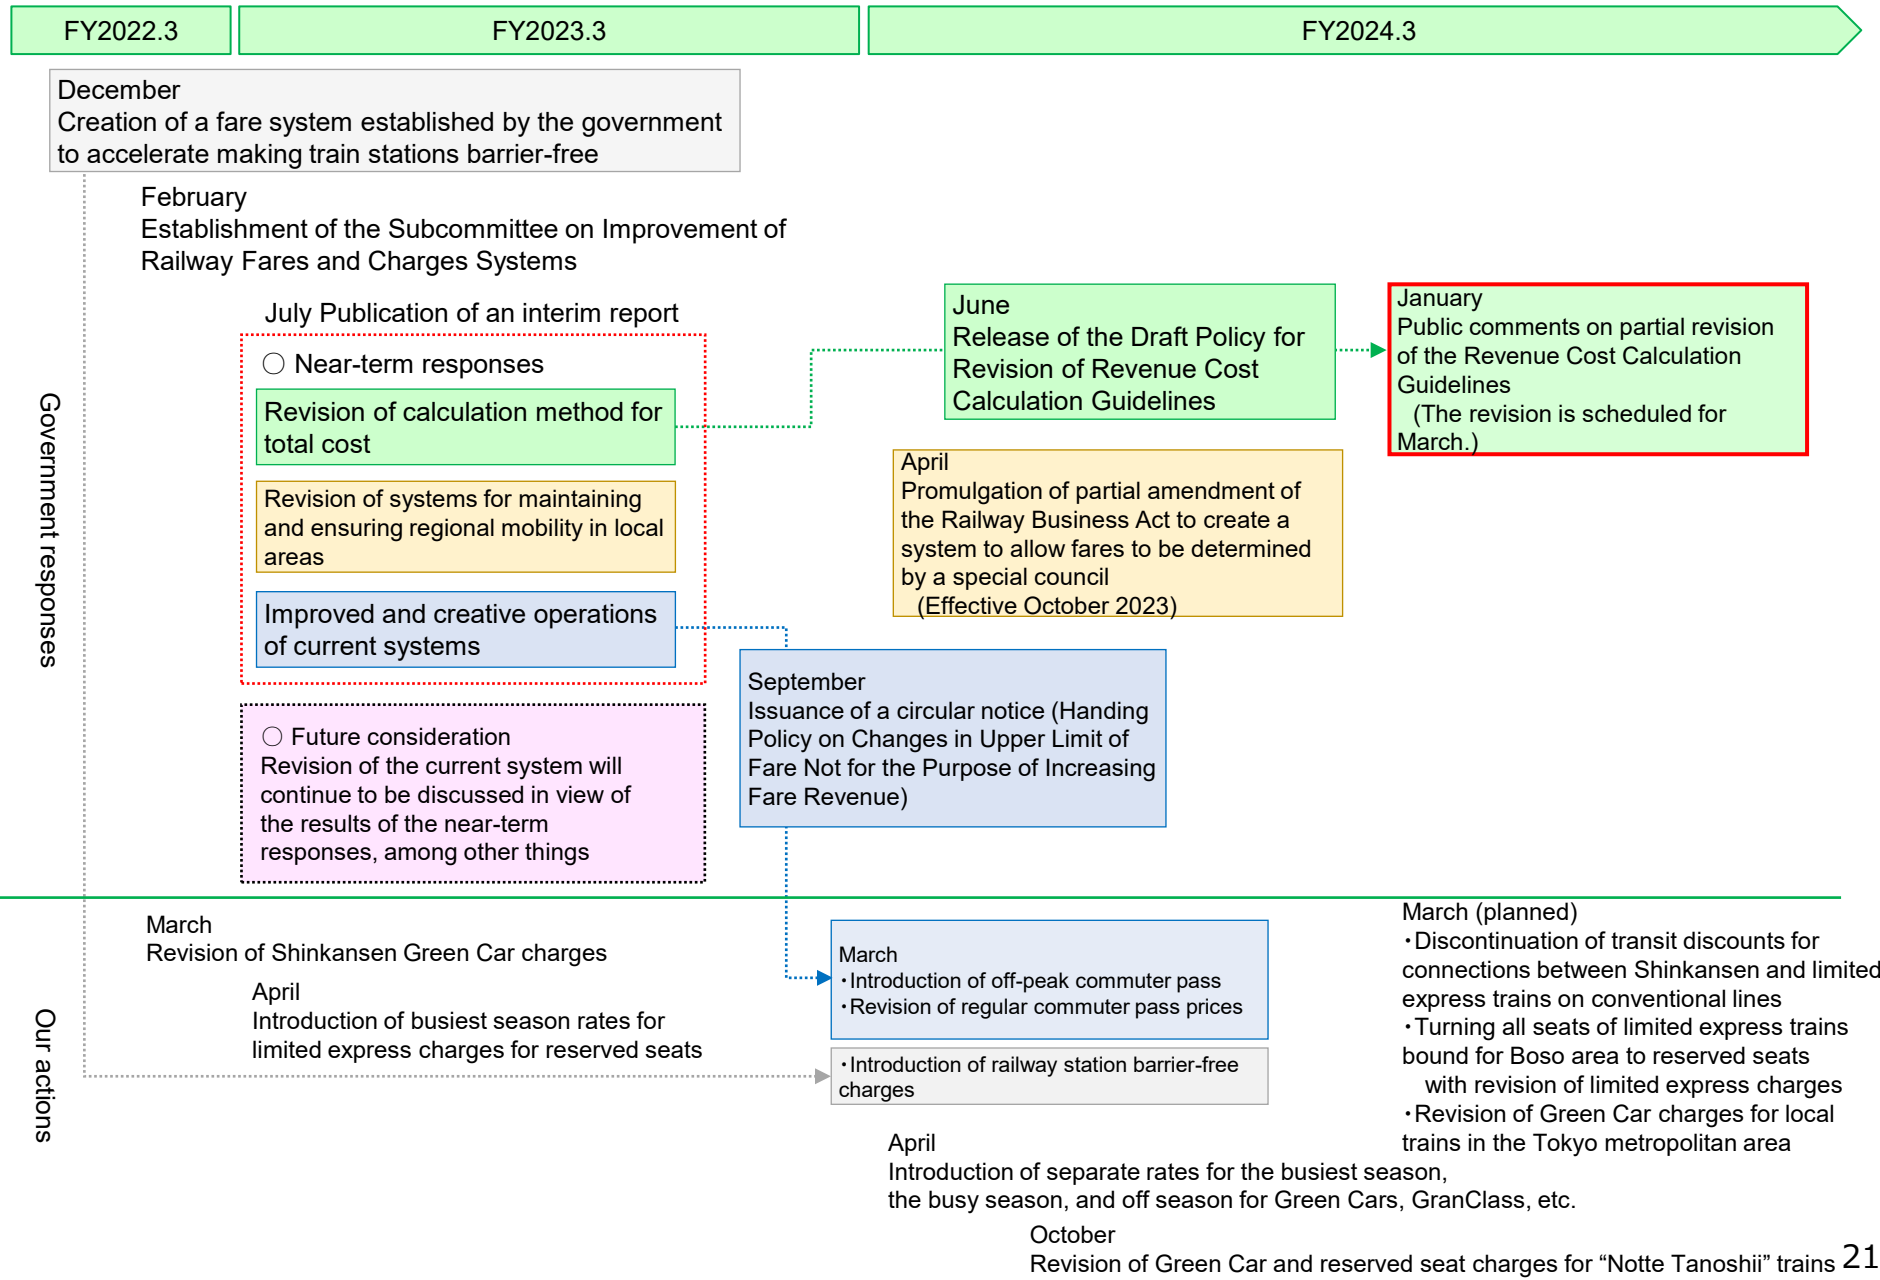 FY2022.3
FY2023.3
FY2024.3
December
Creation of a fare system established by the government
to accelerate making train stations barrier-free
February
Establishment of the Subcommittee on Improvement of
Railway Fares and Charges Systems
Government responses
July Publication of an interim report
○ Near-term responses
Revision of calculation method for
total cost
Revision of systems for maintaining
and ensuring regional mobility in local
areas
Improved and creative operations
of current systems
○ Future consideration
Revision of the current system will
continue to be discussed in view of
the results of the near-term
responses, among other things
June
Release of the Draft Policy for
Revision of Revenue Cost
Calculation Guidelines
January
Public comments on partial revision
of the Revenue Cost Calculation
Guidelines
(The revision is scheduled for
March.)
April
Promulgation of partial amendment of
the Railway Business Act to create a
system to allow fares to be determined
by a special council
(Effective October 2023)
September
Issuance of a circular notice (Handing
Policy on Changes in Upper Limit of
Fare Not for the Purpose of Increasing
Fare Revenue)
Our actions
March
Revision of Shinkansen Green Car charges
April
Introduction of busiest season rates for
limited express charges for reserved seats
March
・Introduction of off-peak commuter pass
・Revision of regular commuter pass prices
・Introduction of railway station barrier-free
charges
March (planned)
・Discontinuation of transit discounts for
connections between Shinkansen and limited
express trains on conventional lines
・Turning all seats of limited express trains
bound for Boso area to reserved seats
with revision of limited express charges
・Revision of Green Car charges for local
trains in the Tokyo metropolitan area
April
Introduction of separate rates for the busiest season,
the busy season, and off season for Green Cars, GranClass, etc.
October
Revision of Green Car and reserved seat charges for “Notte Tanoshii” trains
21